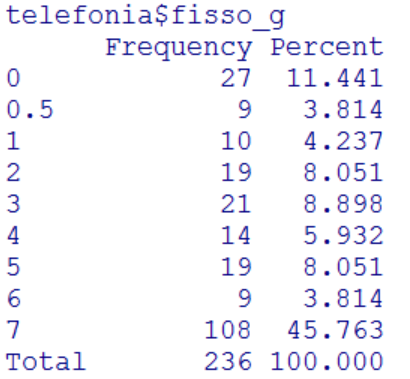 telefonia$fisso_g
Frequency Percent
0 27 11.441
0.5 9 3.814
1 10 4.237
2 19 8.051
3 21 8.898
4 14 5.932
5 19 8.051
6 9 3.814
7 108 45.763
Total 236 100.000